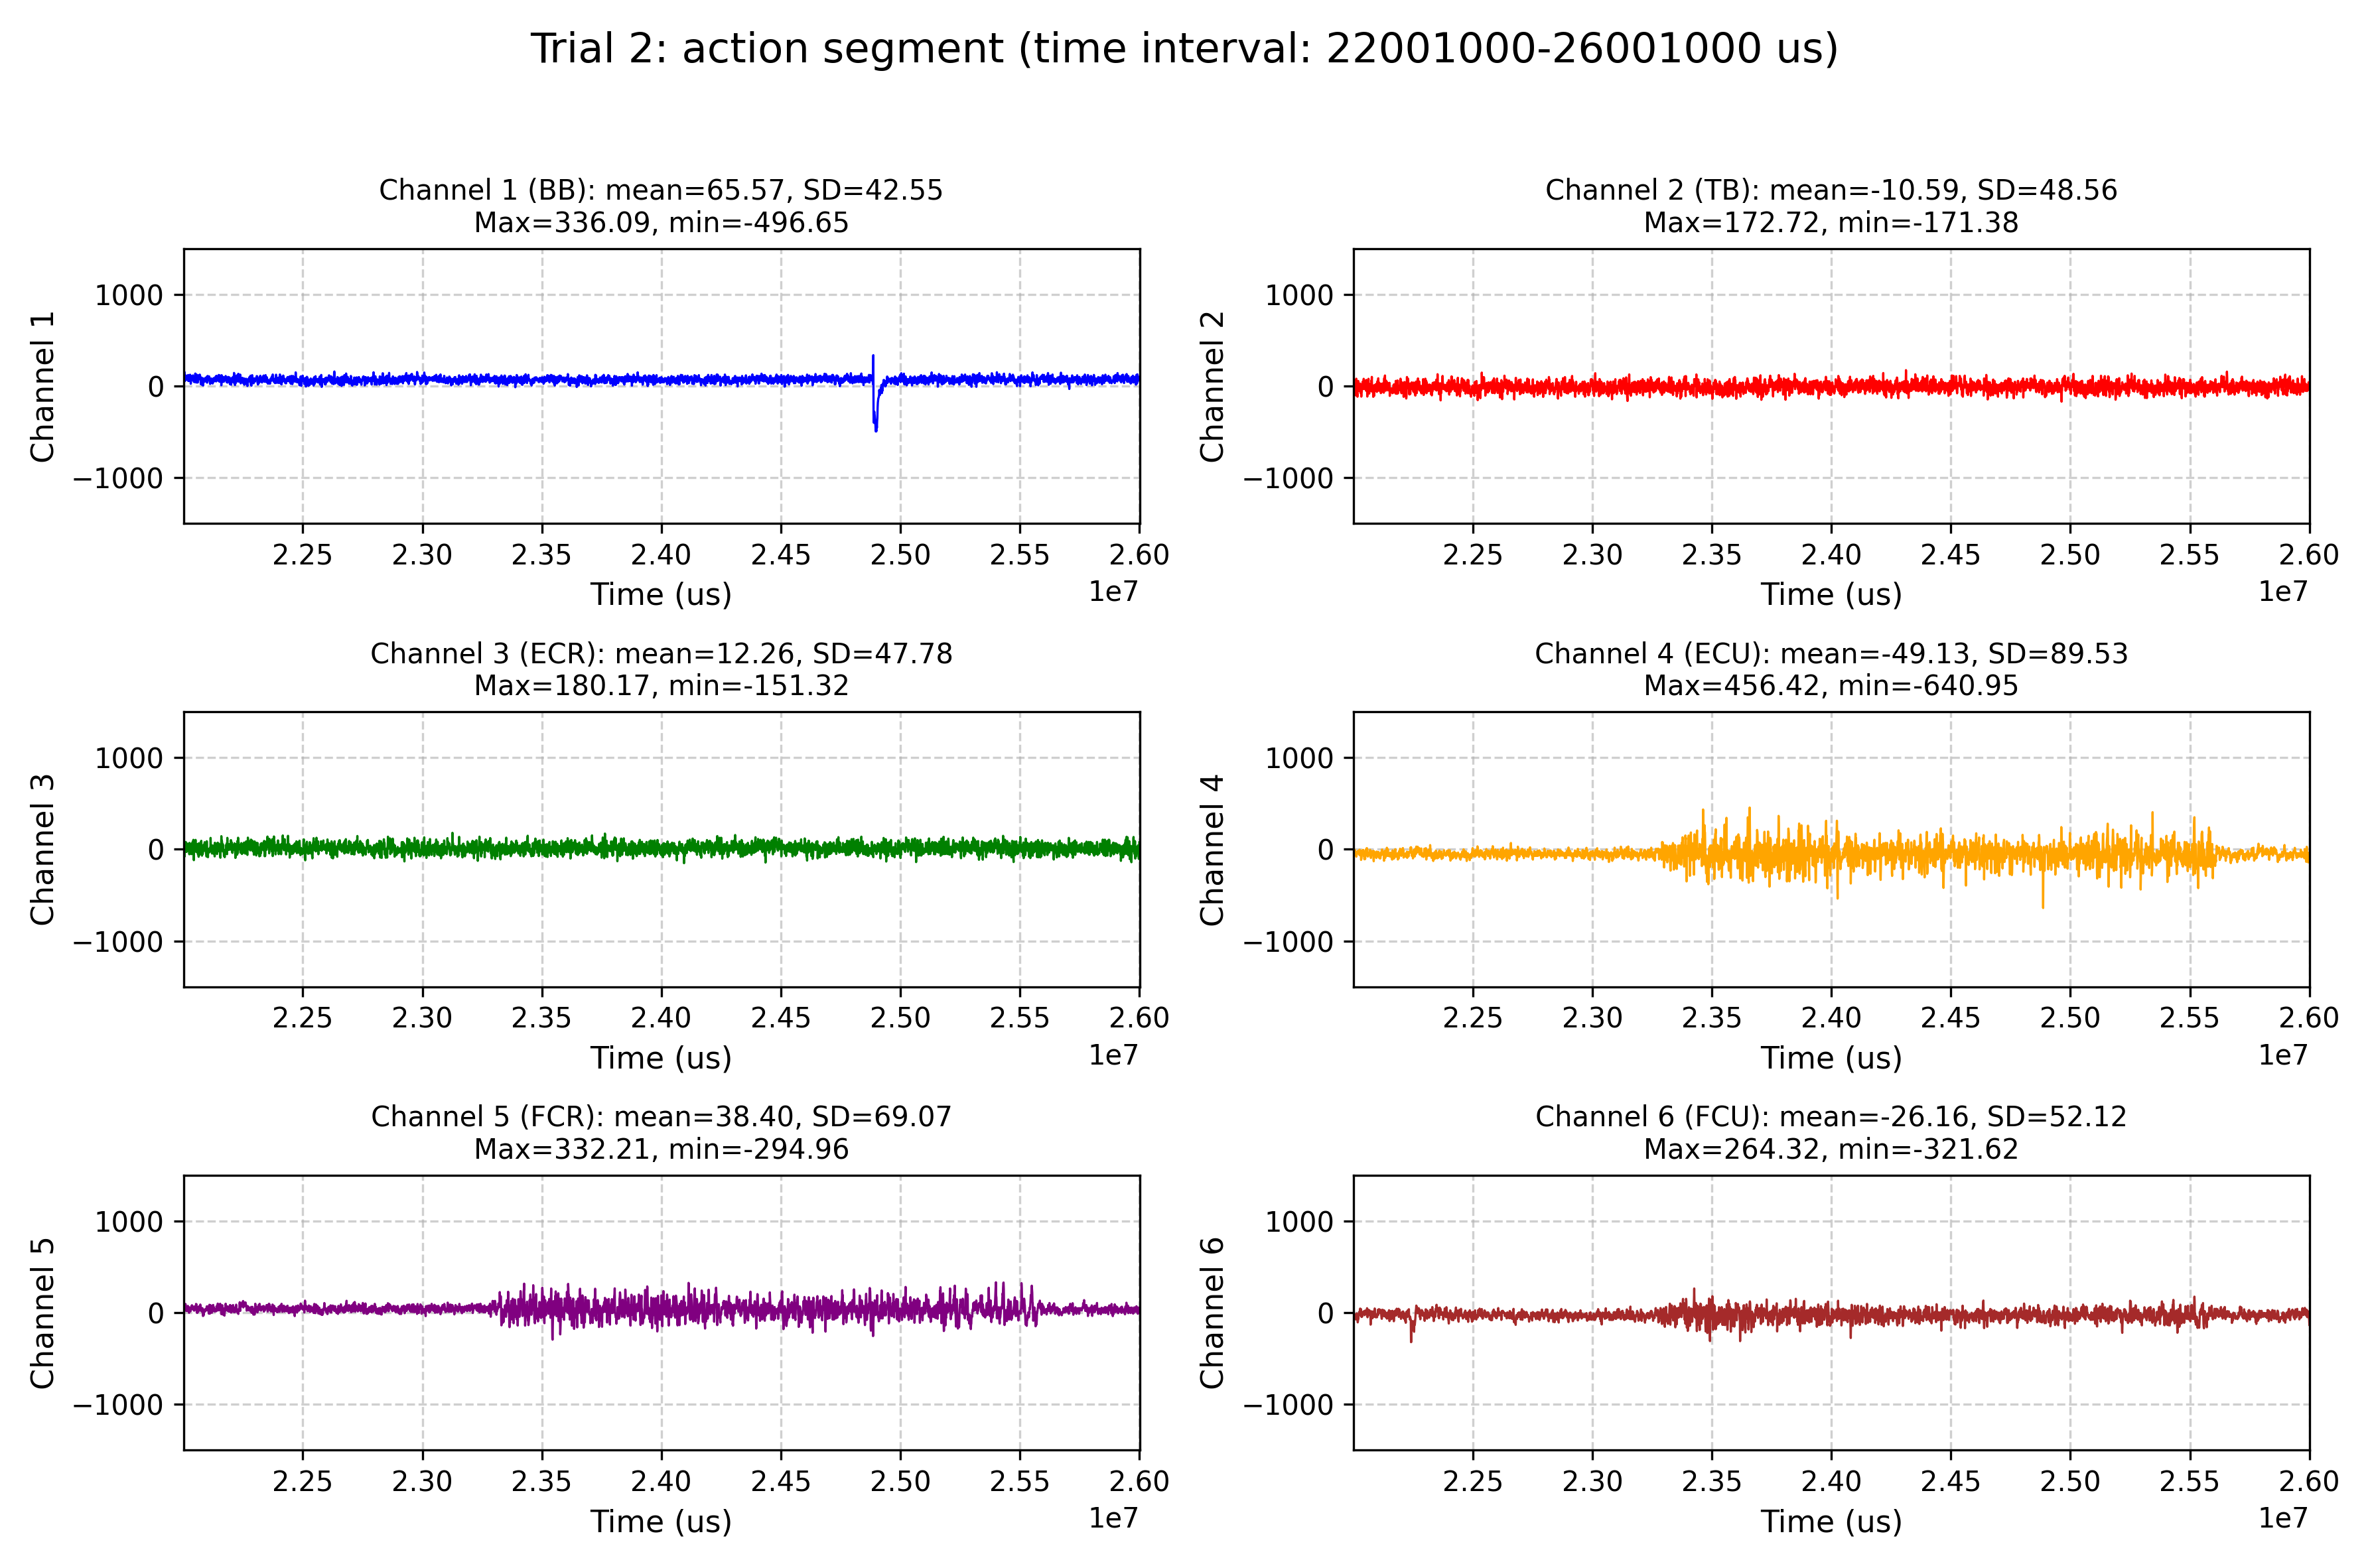 Trial 2: action segment (time interval: 22001000-26001000 us)
Channel 1 (BB): mean=65.57, SD=42.55
Max=336.09, min=-496.65
1000
0
−1000
Channel 1
2.25 2.30 2.35 2.40 2.45 2.50 2.55 2.60
Time (us)
1e7
Channel 2 (TB): mean=-10.59, SD=48.56
Max=172.72, min=-171.38
1000
0
−1000
Channel 2
2.25 2.30 2.35 2.40 2.45 2.50 2.55 2.60
Time (us)
1e7
Channel 3 (ECR): mean=12.26, SD=47.78
Max=180.17, min=-151.32
1000
0
−1000
Channel 3
2.25 2.30 2.35 2.40 2.45 2.50 2.55 2.60
Time (us)
1e7
Channel 4 (ECU): mean=-49.13, SD=89.53
Max=456.42, min=-640.95
1000
0
−1000
Channel 4
2.25 2.30 2.35 2.40 2.45 2.50 2.55 2.60
Time (us)
1e7
Channel 5 (FCR): mean=38.40, SD=69.07
Max=332.21, min=-294.96
1000
0
−1000
Channel 5
2.25 2.30 2.35 2.40 2.45 2.50 2.55 2.60
Time (us)
1e7
Channel 6 (FCU): mean=-26.16, SD=52.12
Max=264.32, min=-321.62
1000
0
−1000
Channel 6
2.25 2.30 2.35 2.40 2.45 2.50 2.55 2.60
Time (us)
1e7